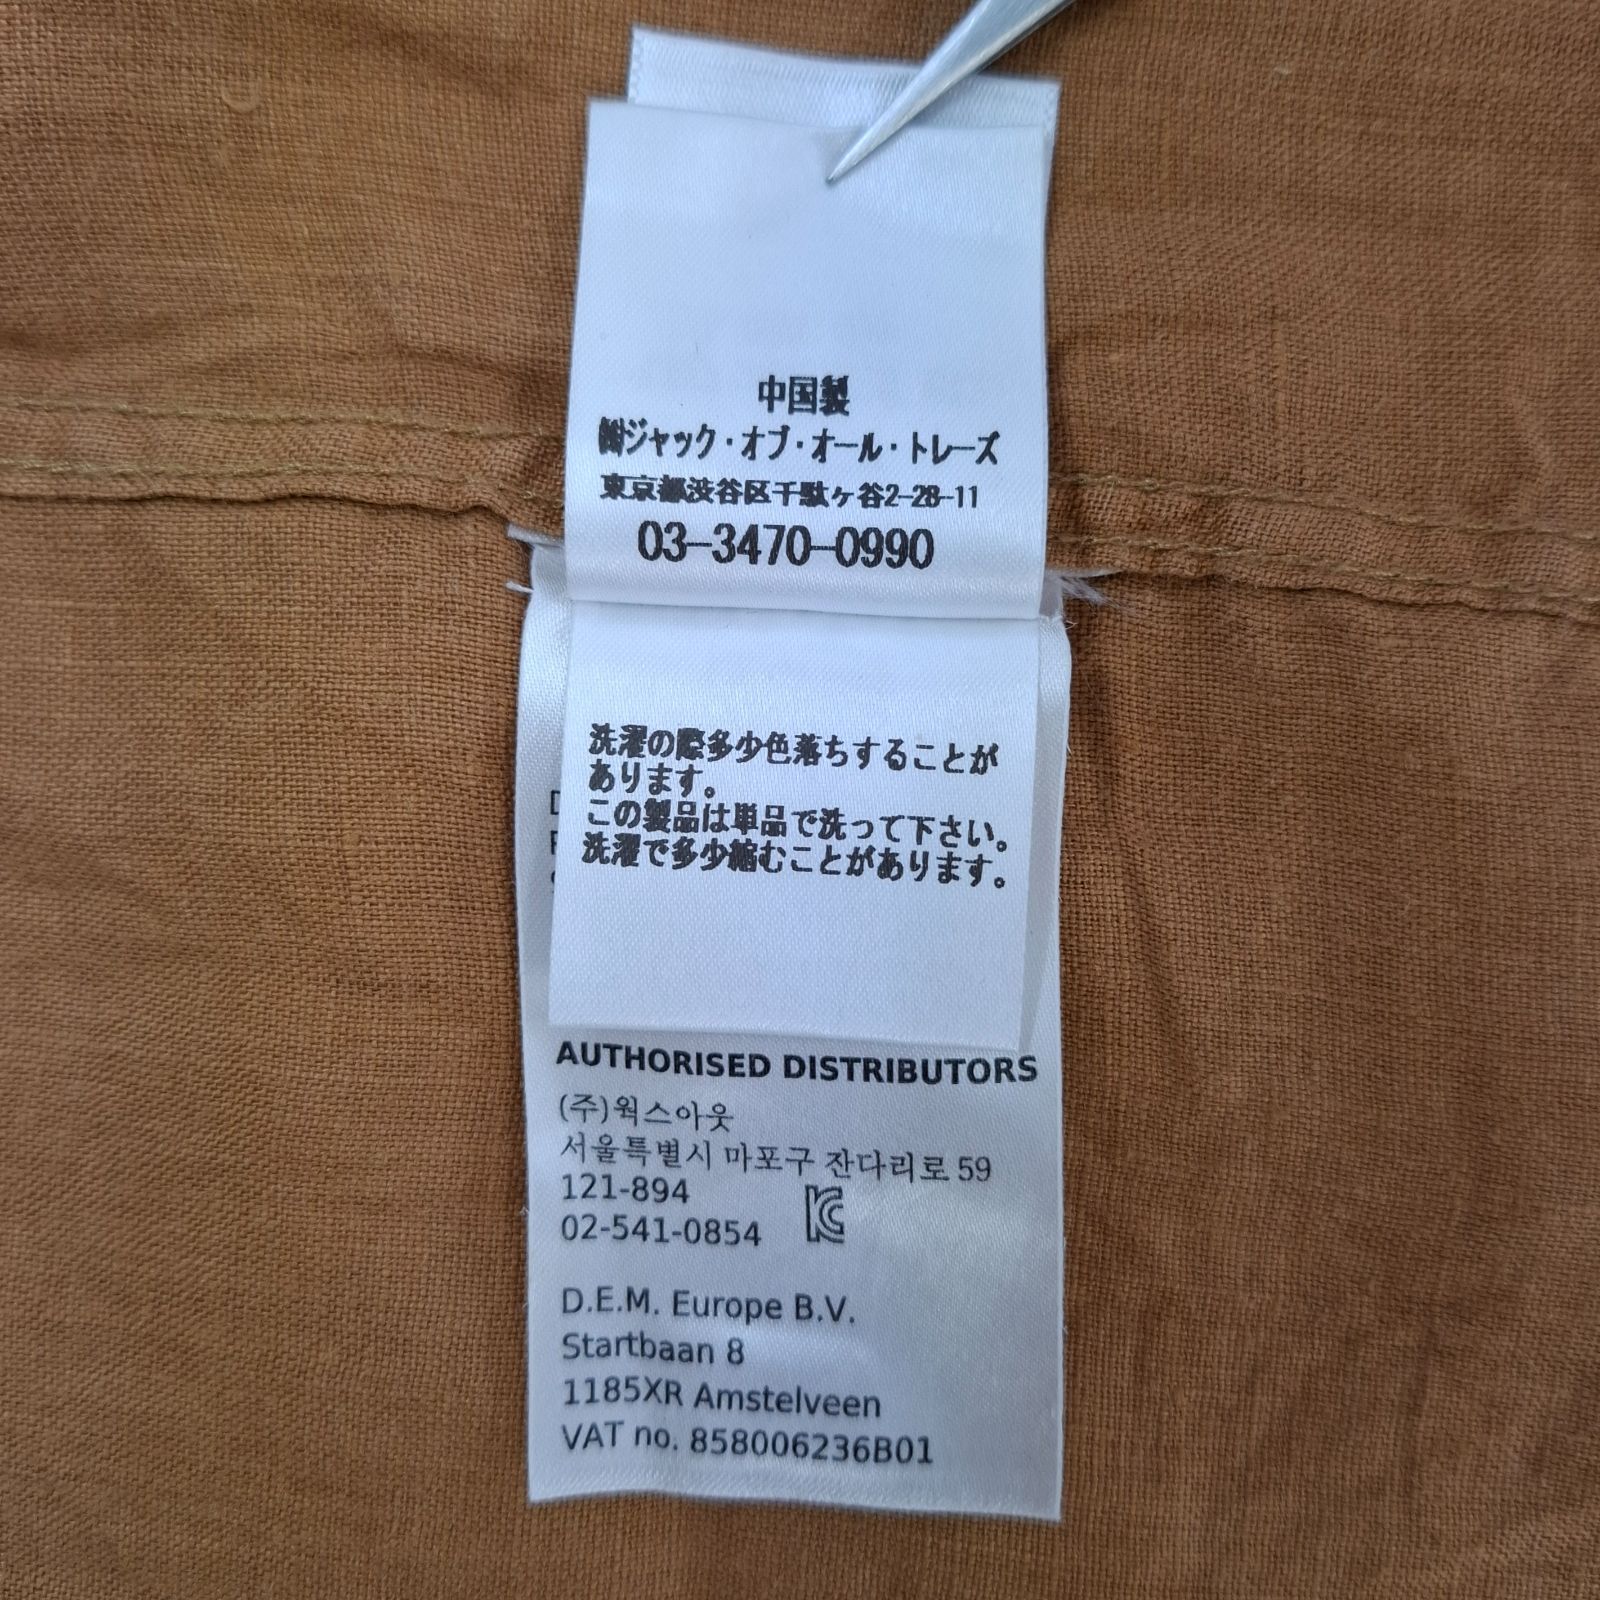 中国製
㈱ジャック・オブ・オール・トレーズ
東京都渋谷区千駄ヶ谷2-28-11
03-3470-0990
洗濯の際多少色落ちすることが
あります。
この製品は単品で洗って下さい。
洗濯で多少縮むことがあります。
AUTHORISED DISTRIBUTORS
(주)웍스아웃
서울특별시 마포구 잔다리로 59
121-894
02-541-0854
D.E.M. Europe B.V.
Startbaan 8
1185XR Amstelveen
VAT no. 858006236B01